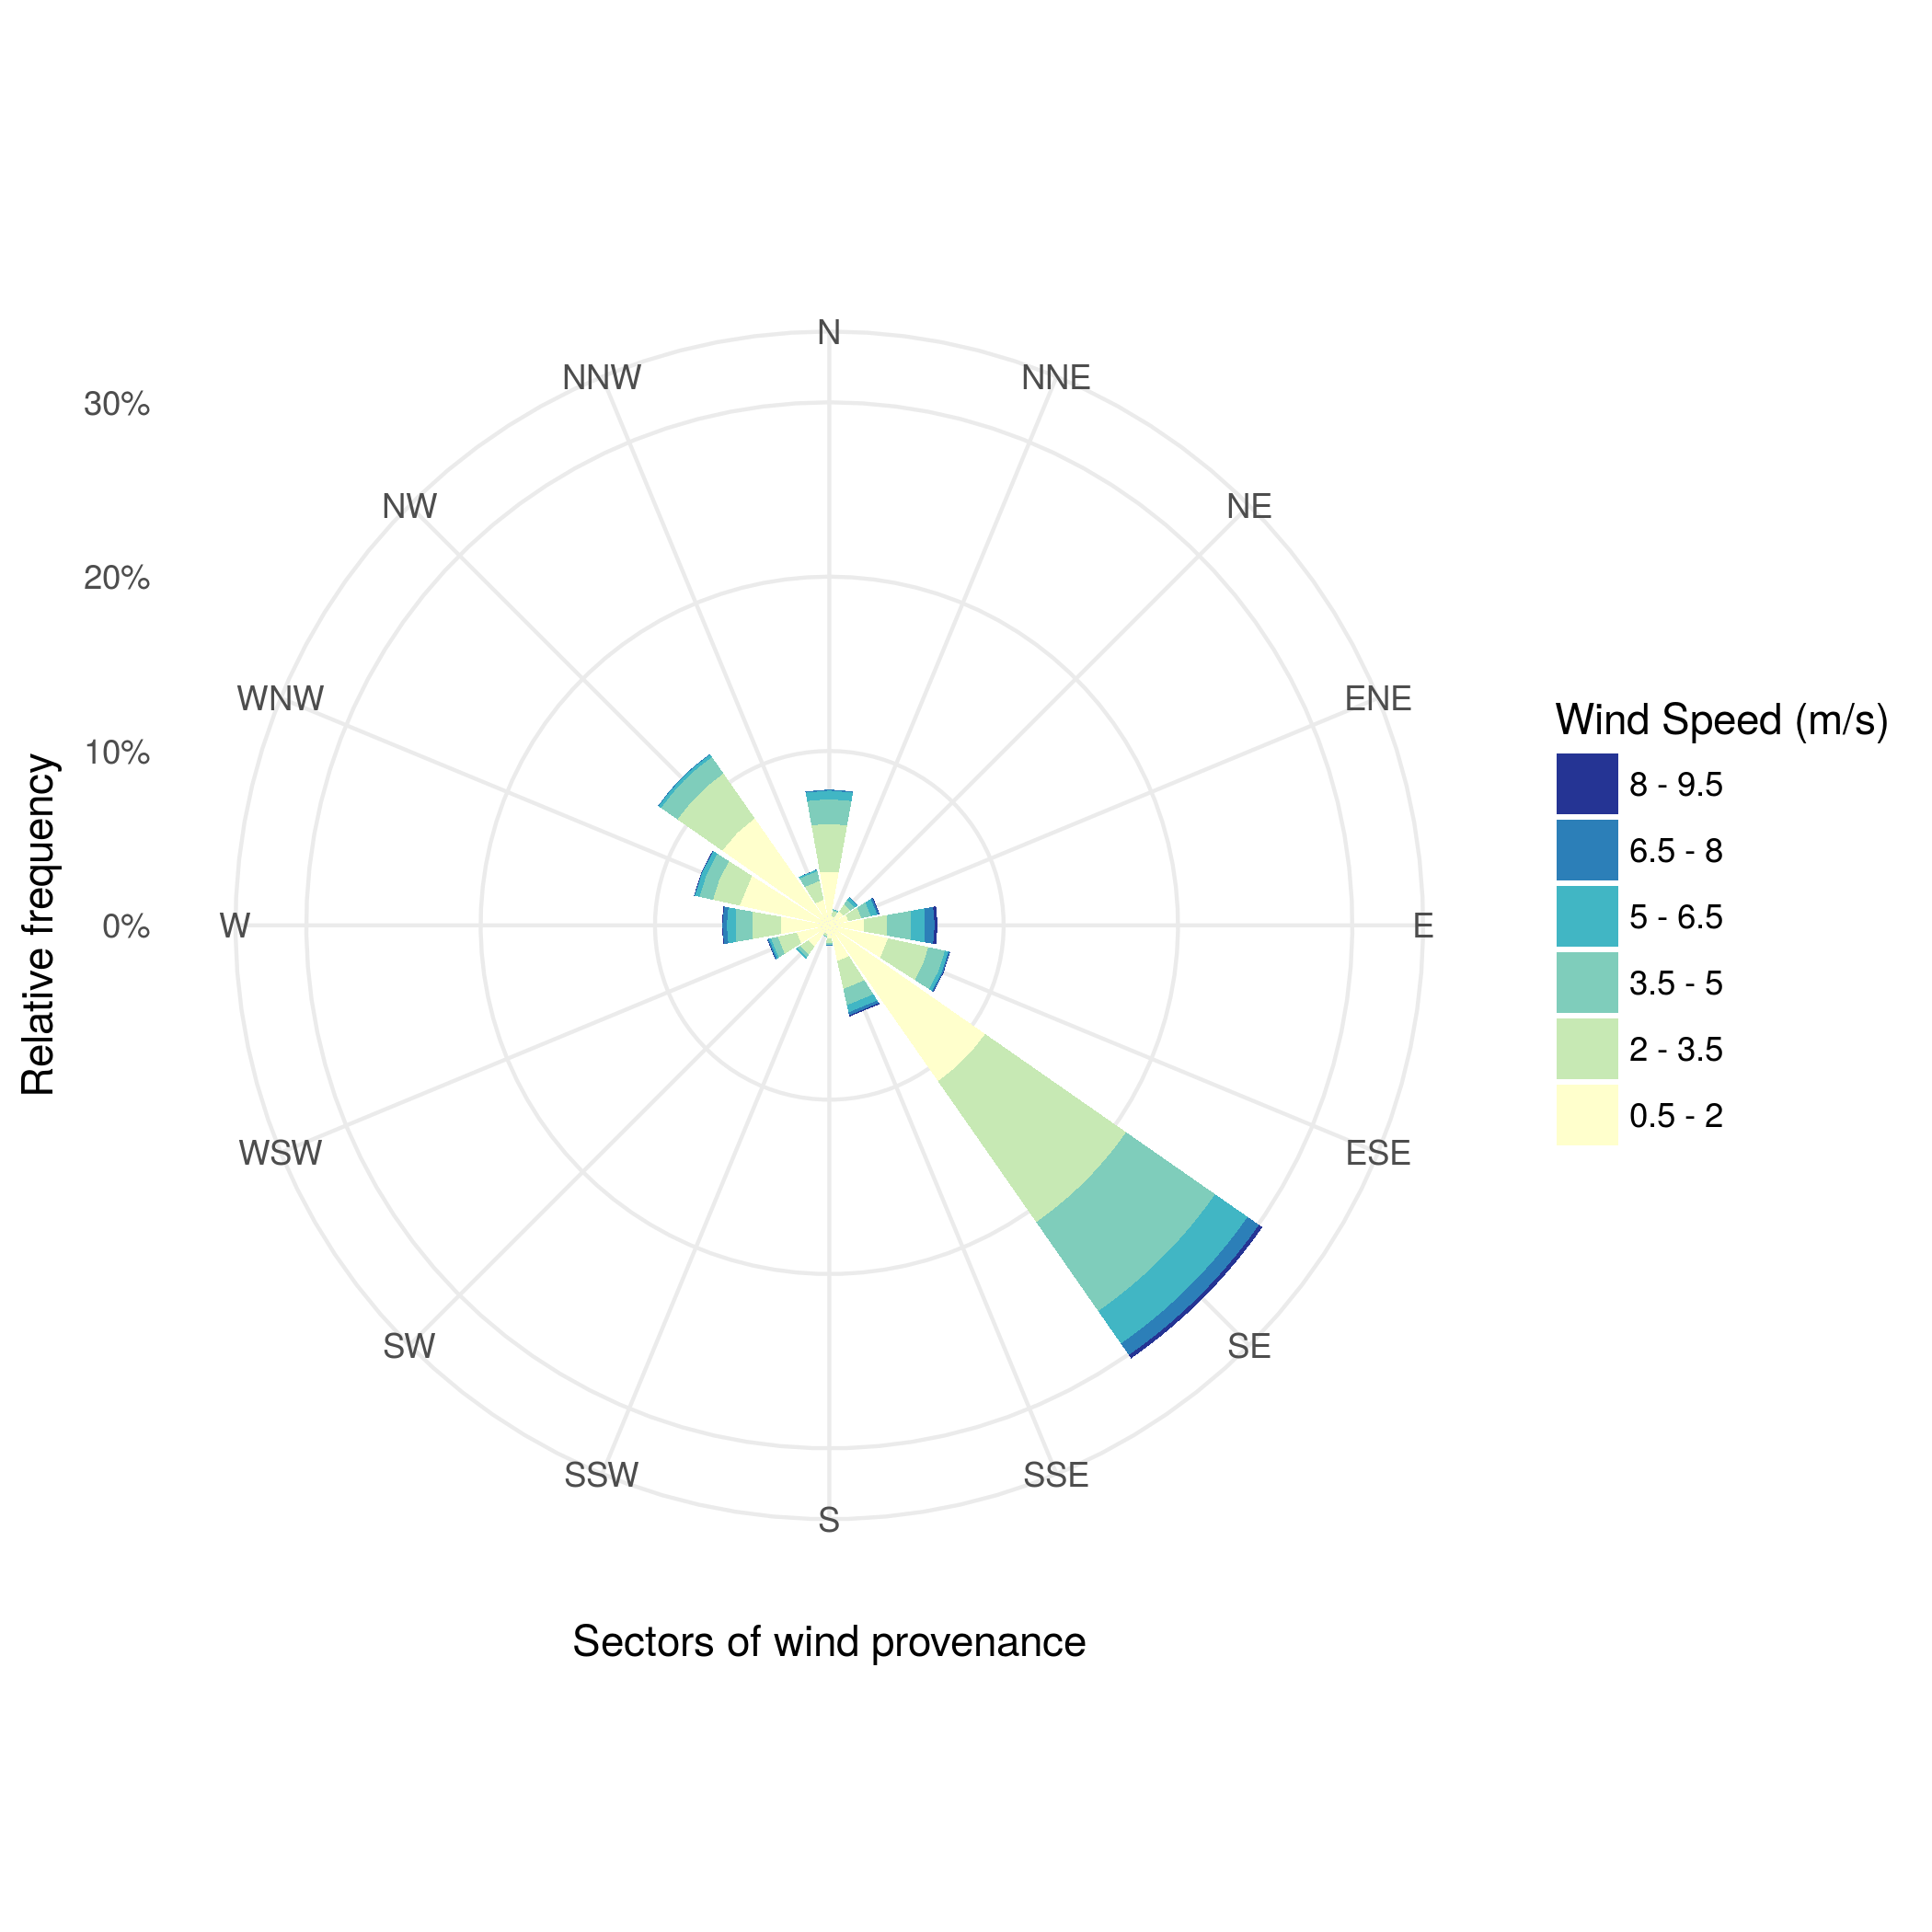 N
NNW
NNE
30%
NW
NE
20%
WNW
ENE
Wind Speed (m/s)
10%
8 - 9.5
6.5 - 8
Relative frequency
0%
W
E
5 - 6.5
3.5 - 5
2 - 3.5
0.5 - 2
WSW
ESE
SW
SE
SSW
SSE
S
Sectors of wind provenance